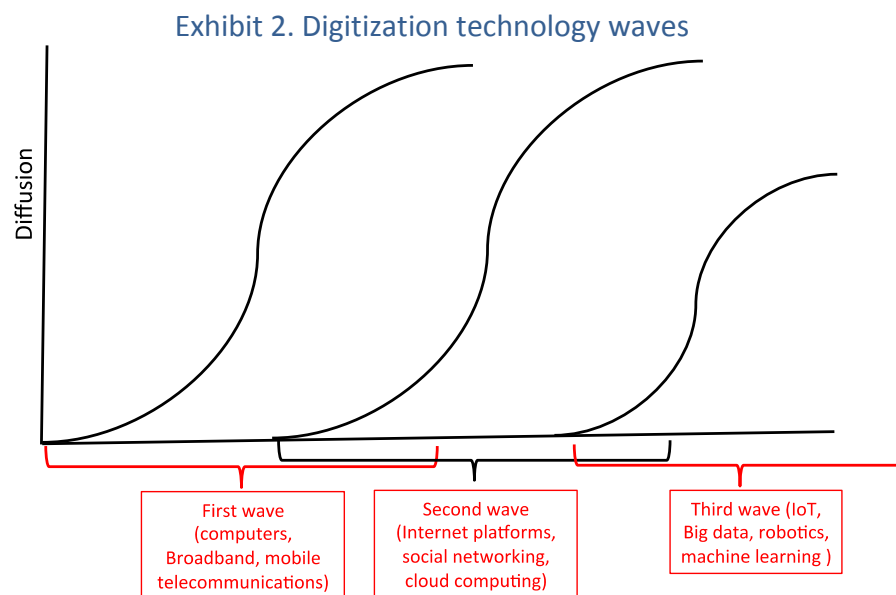 Exhibit 2. Digitization technology waves
Diffusion
First wave
(computers,
Broadband, mobile
telecommunications)
Second wave
(Internet platforms,
social networking,
cloud computing)
Third wave (IoT,
Big data, robotics,
machine learning )